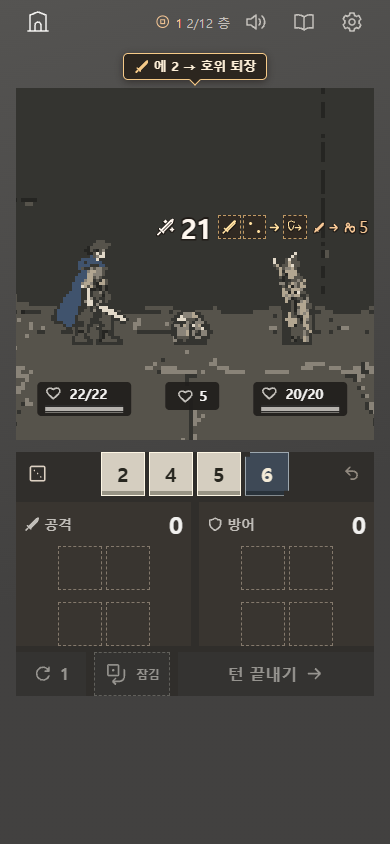 1 2/12 층
에 2 → 호위 퇴장
21 → → 5
22/22
5
20/20
2 4 5 6
공격 0
방어 0
1
잠김
턴 끝내기 →